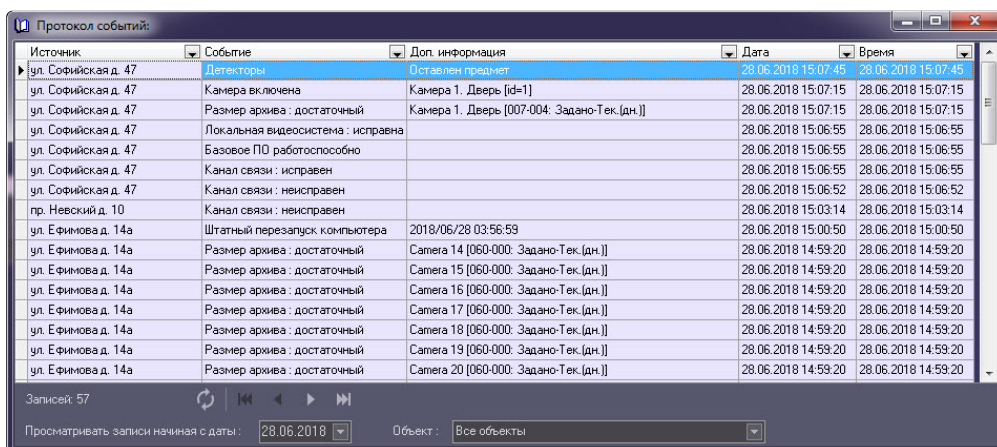 Протокол событий:
Источник Событие Доп. информация Дата Время
ул. Софийская д. 47 Детекторы Оставлен предмет 28.06.2018 15:07:45 28.06.2018 15:07:45
ул. Софийская д. 47 Камера включена Камера 1. Дверь [id=1] 28.06.2018 15:07:15 28.06.2018 15:07:15
ул. Софийская д. 47 Размер архива : достаточный Камера 1. Дверь [007-004: Задано-Тек.(дн.)] 28.06.2018 15:07:15 28.06.2018 15:07:15
ул. Софийская д. 47 Локальная видеосистема : исправна 28.06.2018 15:06:55 28.06.2018 15:06:55
ул. Софийская д. 47 Базовое ПО работоспособно 28.06.2018 15:06:55 28.06.2018 15:06:55
ул. Софийская д. 47 Канал связи : исправен 28.06.2018 15:06:55 28.06.2018 15:06:55
ул. Софийская д. 47 Канал связи : неисправен 28.06.2018 15:06:52 28.06.2018 15:06:52
пр. Невский д. 10 Канал связи : неисправен 28.06.2018 15:03:14 28.06.2018 15:03:14
ул. Ефимова д. 14а Штатный перезапуск компьютера 2018/06/28 03:56:59 28.06.2018 15:00:50 28.06.2018 15:00:50
ул. Ефимова д. 14а Размер архива : достаточный Camera 14 [060-000: Задано-Тек.(дн.)] 28.06.2018 14:59:20 28.06.2018 14:59:20
ул. Ефимова д. 14а Размер архива : достаточный Camera 15 [060-000: Задано-Тек.(дн.)] 28.06.2018 14:59:20 28.06.2018 14:59:20
ул. Ефимова д. 14а Размер архива : достаточный Camera 16 [060-000: Задано-Тек.(дн.)] 28.06.2018 14:59:20 28.06.2018 14:59:20
ул. Ефимова д. 14а Размер архива : достаточный Camera 17 [060-000: Задано-Тек.(дн.)] 28.06.2018 14:59:20 28.06.2018 14:59:20
ул. Ефимова д. 14а Размер архива : достаточный Camera 18 [060-000: Задано-Тек.(дн.)] 28.06.2018 14:59:20 28.06.2018 14:59:20
ул. Ефимова д. 14а Размер архива : достаточный Camera 19 [060-000: Задано-Тек.(дн.)] 28.06.2018 14:59:20 28.06.2018 14:59:20
ул. Ефимова д. 14а Размер архива : достаточный Camera 20 [060-000: Задано-Тек.(дн.)] 28.06.2018 14:59:20 28.06.2018 14:59:20
Записей: 57
Просматривать записи начиная с даты : 28.06.2018 Объект : Все объекты